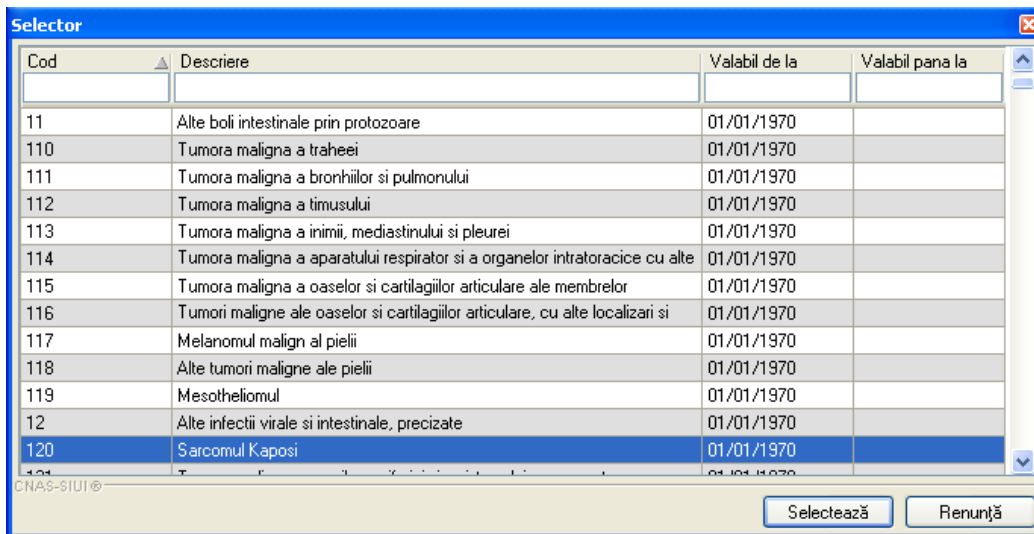 Selector
Cod Descriere Valabil de la Valabil pana la
11 Alte boli intestinale prin protozoare 01/01/1970
110 Tumora maligna a traheei 01/01/1970
111 Tumora maligna a bronhiilor si pulmonului 01/01/1970
112 Tumora maligna a timusului 01/01/1970
113 Tumora maligna a inimii, mediastinului si pleurei 01/01/1970
114 Tumora maligna a aparatului respirator si a organelor intratoracice cu alte 01/01/1970
115 Tumora maligna a oaselor si cartilagiilor articulare ale membrelor 01/01/1970
116 Tumori maligne ale oaselor si cartilagiilor articulare, cu alte localizari si 01/01/1970
117 Melanomul malign al pielii 01/01/1970
118 Alte tumori maligne ale pielii 01/01/1970
119 Mesotheliomul 01/01/1970
12 Alte infectii virale si intestinale, precizate 01/01/1970
120 Sarcomul Kaposi 01/01/1970
CNAS-SIUI®
Selectează Renunţă